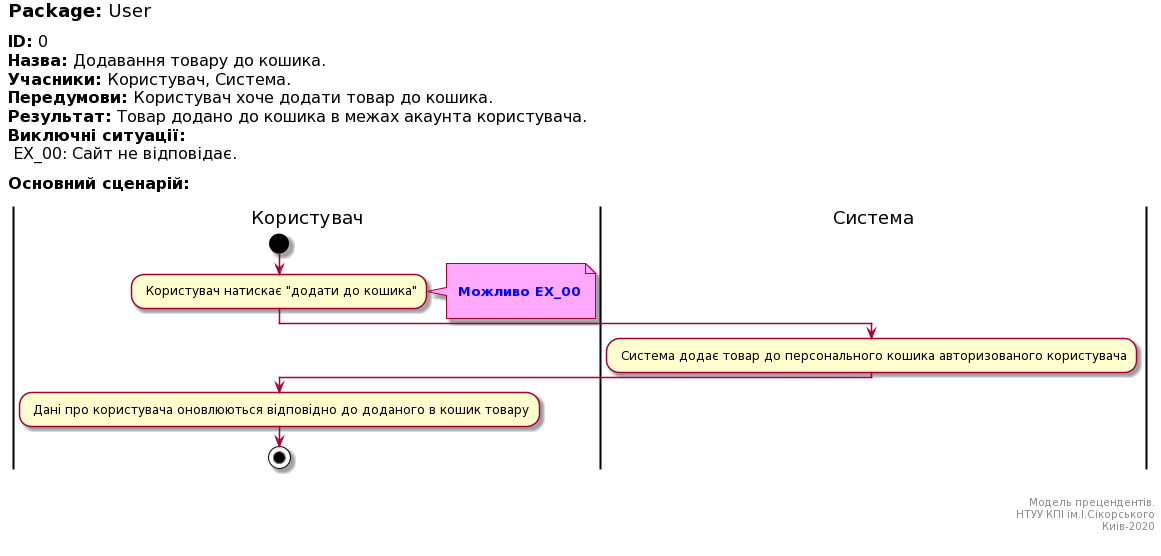 Package: User
ID: 0
Назва: Додавання товару до кошика.
Учасники: Користувач, Система.
Передумови: Користувач хоче додати товар до кошика.
Результат: Товар додано до кошика в межах акаунта користувача.
Виключні ситуації:
EX_00: Сайт не відповідає.
Основний сценарій:
Користувач
Система
Користувач натискає "додати до кошика"
Можливо EX_00
Система додає товар до персонального кошика авторизованого користувача
Дані про користувача оновлюються відповідно до доданого в кошик товару
Модель прецендентів.
НТУУ КПІ ім.І.Сікорського
Киів-2020